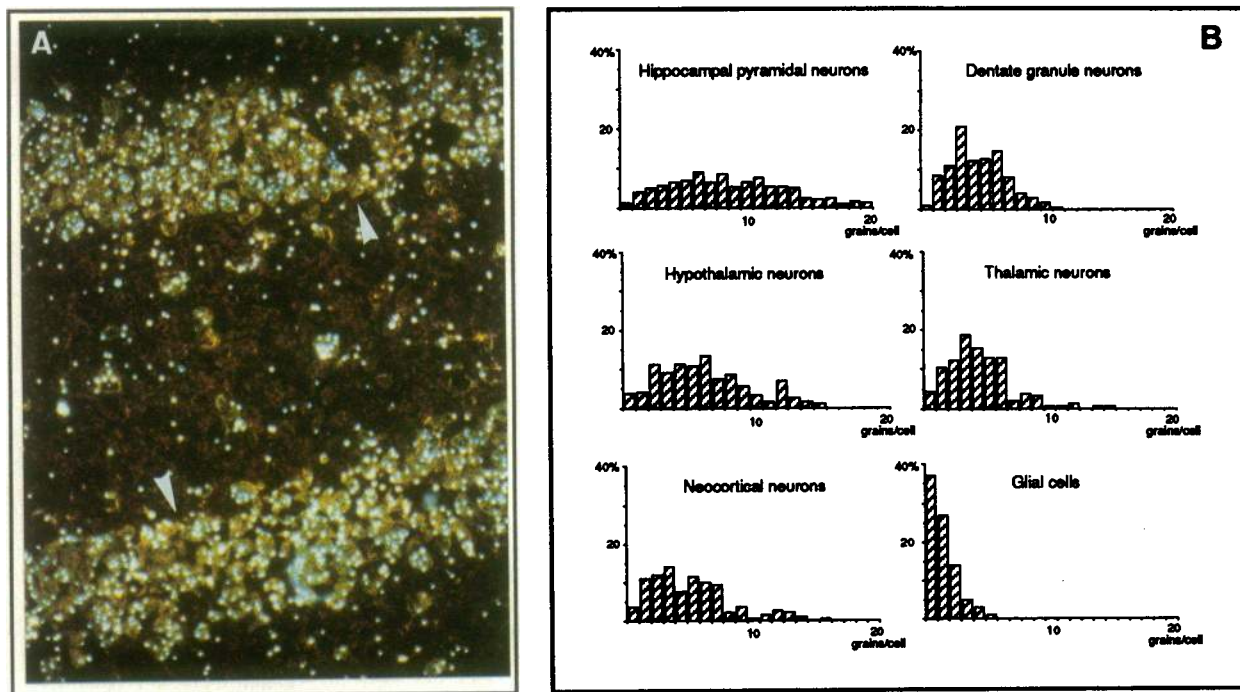 A
B
40%
Hippocampal pyramidal neurons
20
10
20
grains/cell
40%
Dentate granule neurons
20
10
20
grains/cell
40%
Hypothalamic neurons
20
10
20
grains/cell
40%
Thalamic neurons
20
10
20
grains/cell
40%
Neocortical neurons
20
10
20
grains/cell
40%
Glial cells
20
10
20
grains/cell